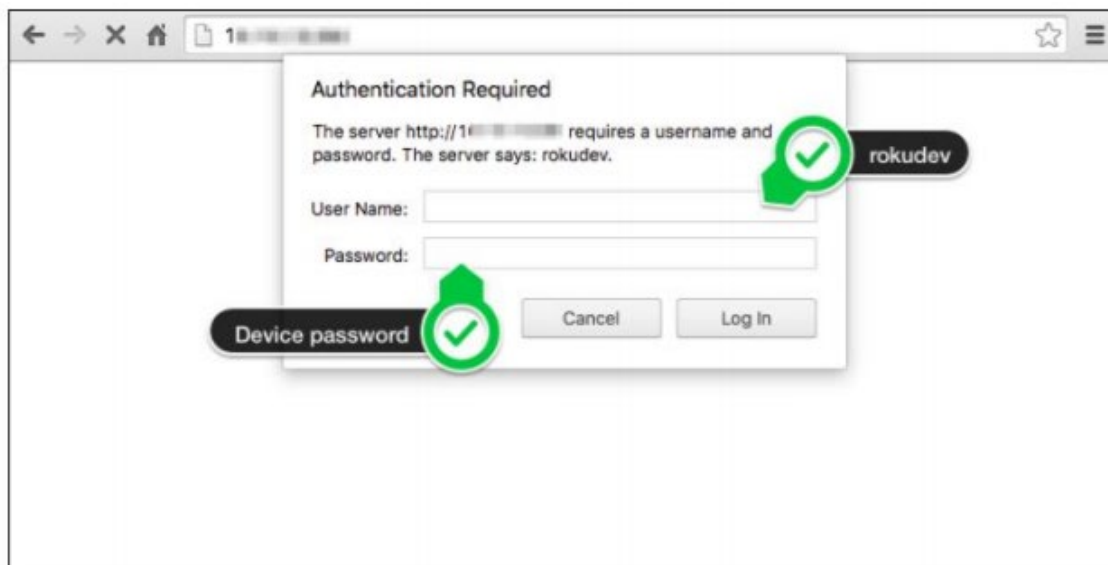 1
Authentication Required
The server http://1 requires a username and
password. The server says: rokudev.
rokudev
User Name:
Password:
Device password
Cancel
Log In